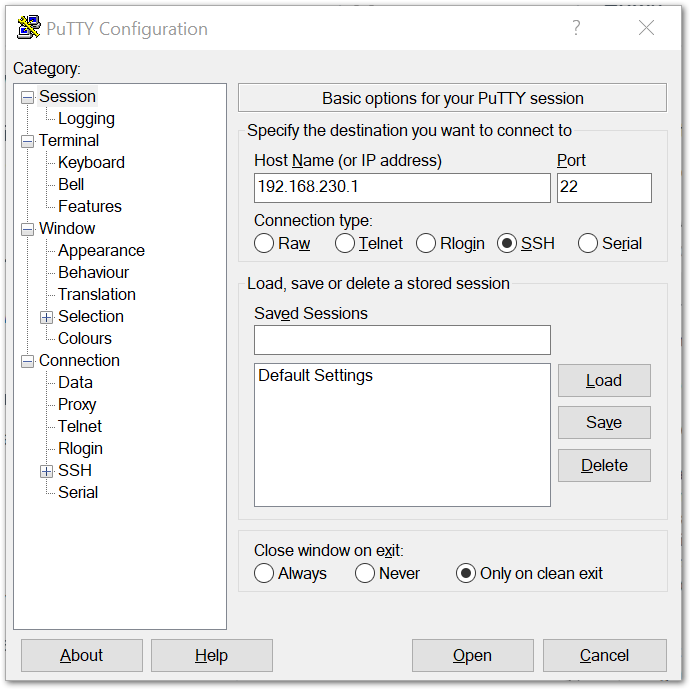 PuTTY Configuration
?
Category:
Session
Logging
Terminal
Keyboard
Bell
Features
Window
Appearance
Behaviour
Translation
Selection
Colours
Connection
Data
Proxy
Telnet
Rlogin
SSH
Serial
Basic options for your PuTTY session
Specify the destination you want to connect to
Host Name (or IP address) Port
192.168.230.1 22
Connection type:
Raw Telnet Rlogin SSH Serial
Load, save or delete a stored session
Saved Sessions
Default Settings
Load
Save
Delete
Close window on exit:
Always Never Only on clean exit
About Help Open Cancel